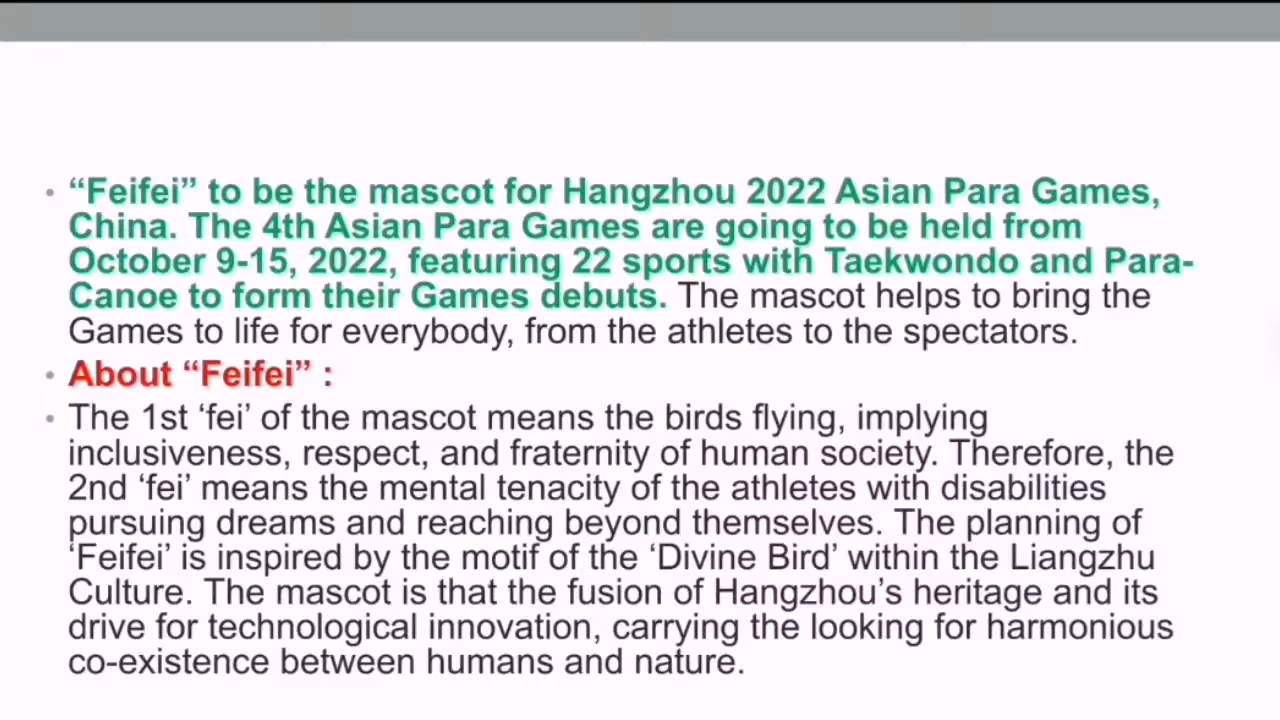 • “Feifei” to be the mascot for Hangzhou 2022 Asian Para Games,
China. The 4th Asian Para Games are going to be held from
October 9-15, 2022, featuring 22 sports with Taekwondo and Para-
Canoe to form their Games debuts. The mascot helps to bring the
Games to life for everybody, from the athletes to the spectators.
• About “Feifei” :
• The 1st ‘fei’ of the mascot means the birds flying, implying
inclusiveness, respect, and fraternity of human society. Therefore, the
2nd ‘fei’ means the mental tenacity of the athletes with disabilities
pursuing dreams and reaching beyond themselves. The planning of
‘Feifei’ is inspired by the motif of the ‘Divine Bird’ within the Liangzhu
Culture. The mascot is that the fusion of Hangzhou’s heritage and its
drive for technological innovation, carrying the looking for harmonious
co-existence between humans and nature.